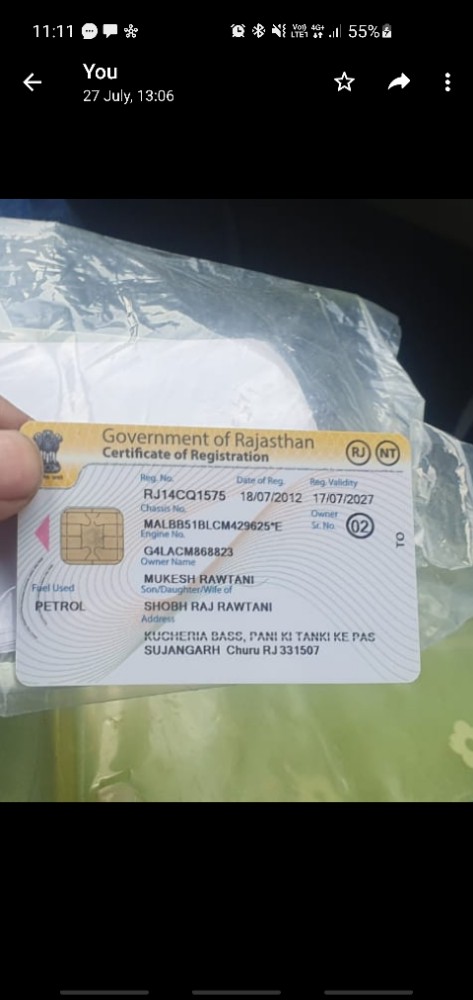 11:11
Vo)) 4G+
LTE1
55%
You
27 July, 13:06
Government of Rajasthan
Certificate of Registration
RJ NT
Reg. No. Date of Reg. Reg. Validity
RJ14CQ1575 18/07/2012 17/07/2027
Chassis No. Owner
MALBB51BLCM429625*E Sr. No. 02
Engine No.
G4LACM868823
Owner Name
MUKESH RAWTANI
Fuel Used Son/Daughter/Wife of
PETROL SHOBH RAJ RAWTANI
Address
KUCHERIA BASS, PANI KI TANKI KE PAS
SUJANGARH Churu RJ 331507
TO